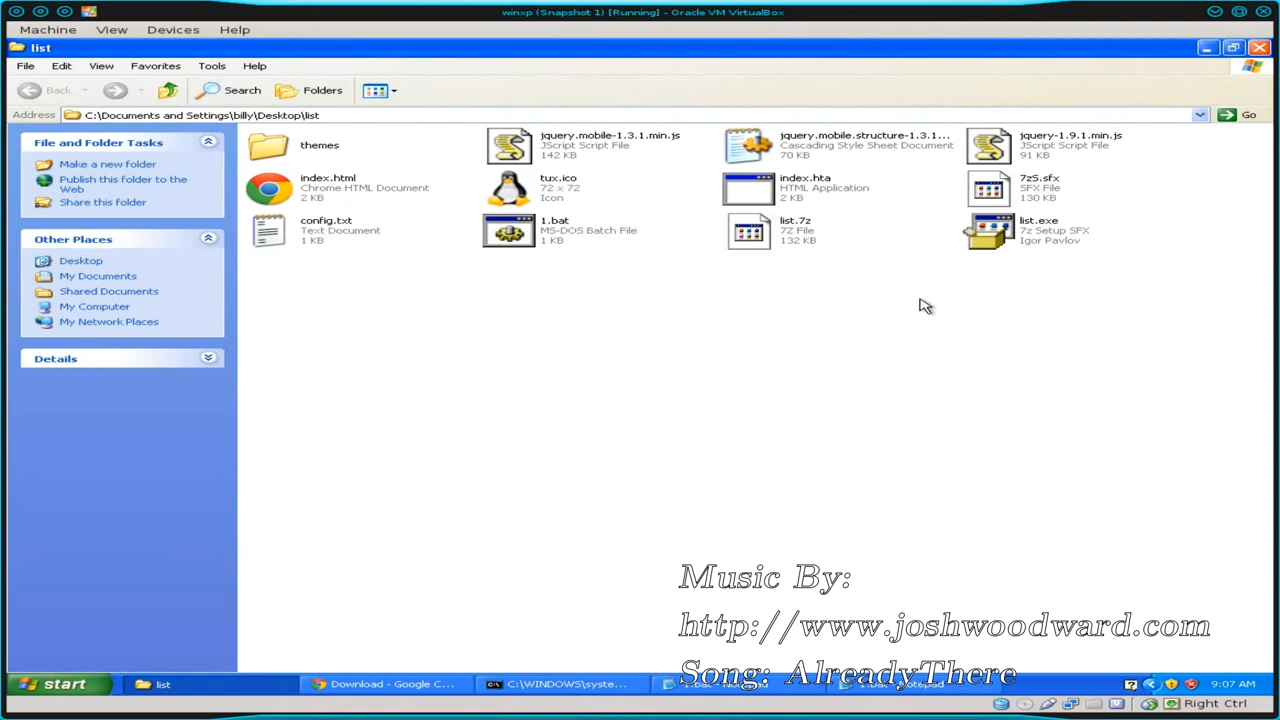 winxp (Snapshot 1) [Running] - Oracle VM VirtualBox
Machine View Devices Help
list
File Edit View Favorites Tools Help
Back Search Folders
Address C:\Documents and Settings\billy\Desktop\list Go
File and Folder Tasks
Make a new folder
Publish this folder to the
Web
Share this folder
Other Places
Desktop
My Documents
Shared Documents
My Computer
My Network Places
Details
themes
jquery.mobile-1.3.1.min.js
JScript Script File
142 KB
jquery.mobile.structure-1.3.1...
Cascading Style Sheet Document
70 KB
jquery-1.9.1.min.js
JScript Script File
91 KB
index.html
Chrome HTML Document
2 KB
tux.ico
72 x 72
Icon
index.hta
HTML Application
2 KB
7zS.sfx
SFX File
130 KB
config.txt
Text Document
1 KB
1.bat
MS-DOS Batch File
1 KB
list.7z
7Z File
132 KB
list.exe
7z Setup SFX
Igor Pavlov
Music By:
http://www.joshwoodward.com
Song: AlreadyThere
start list Download - Google C... C:\WINDOWS\syste... 9:07 AM
Right Ctrl